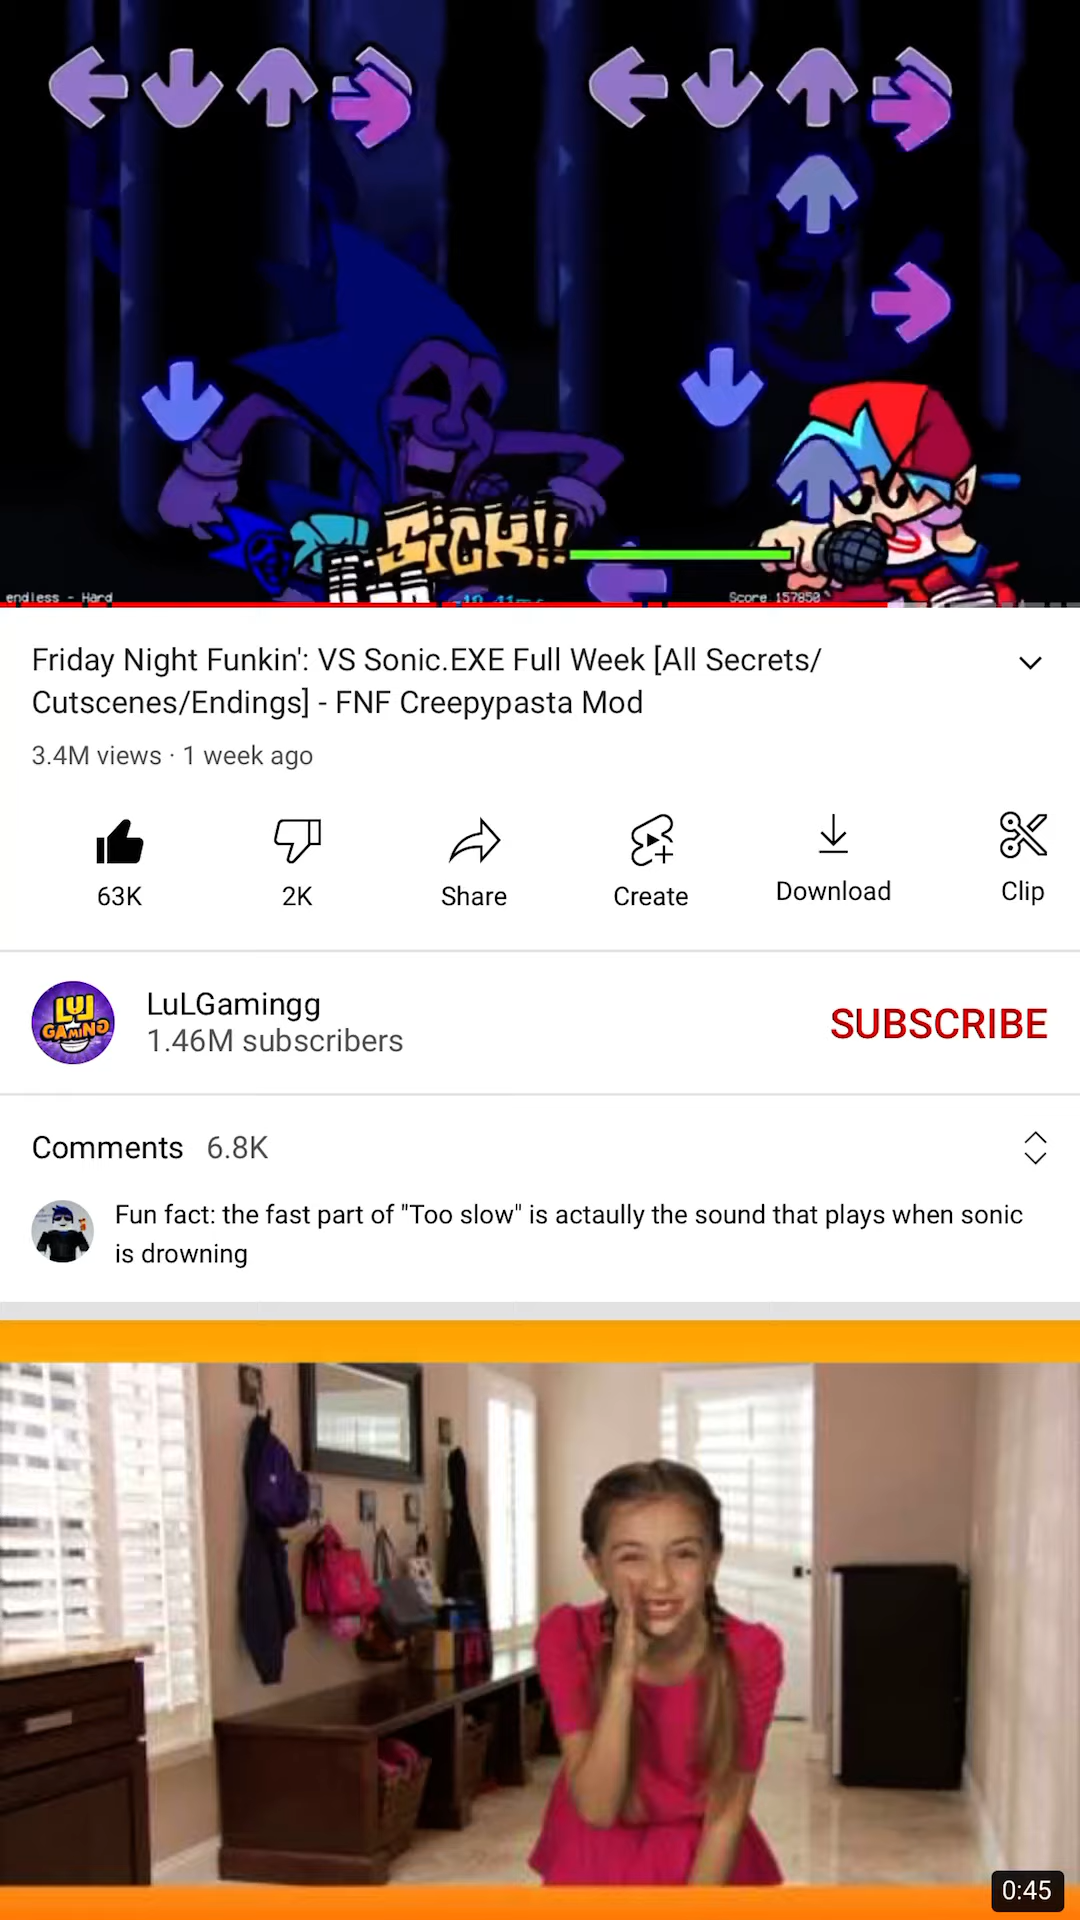 SiCK!!
endless - Hard
Score 157850
Friday Night Funkin': VS Sonic.EXE Full Week [All Secrets/
Cutscenes/Endings] - FNF Creepypasta Mod
3.4M views · 1 week ago
63K
2K
Share
Create
Download
Clip
LUL
GAMING
LuLGamingg
1.46M subscribers
SUBSCRIBE
Comments 6.8K
Fun fact: the fast part of "Too slow" is actaully the sound that plays when sonic
is drowning
0:45